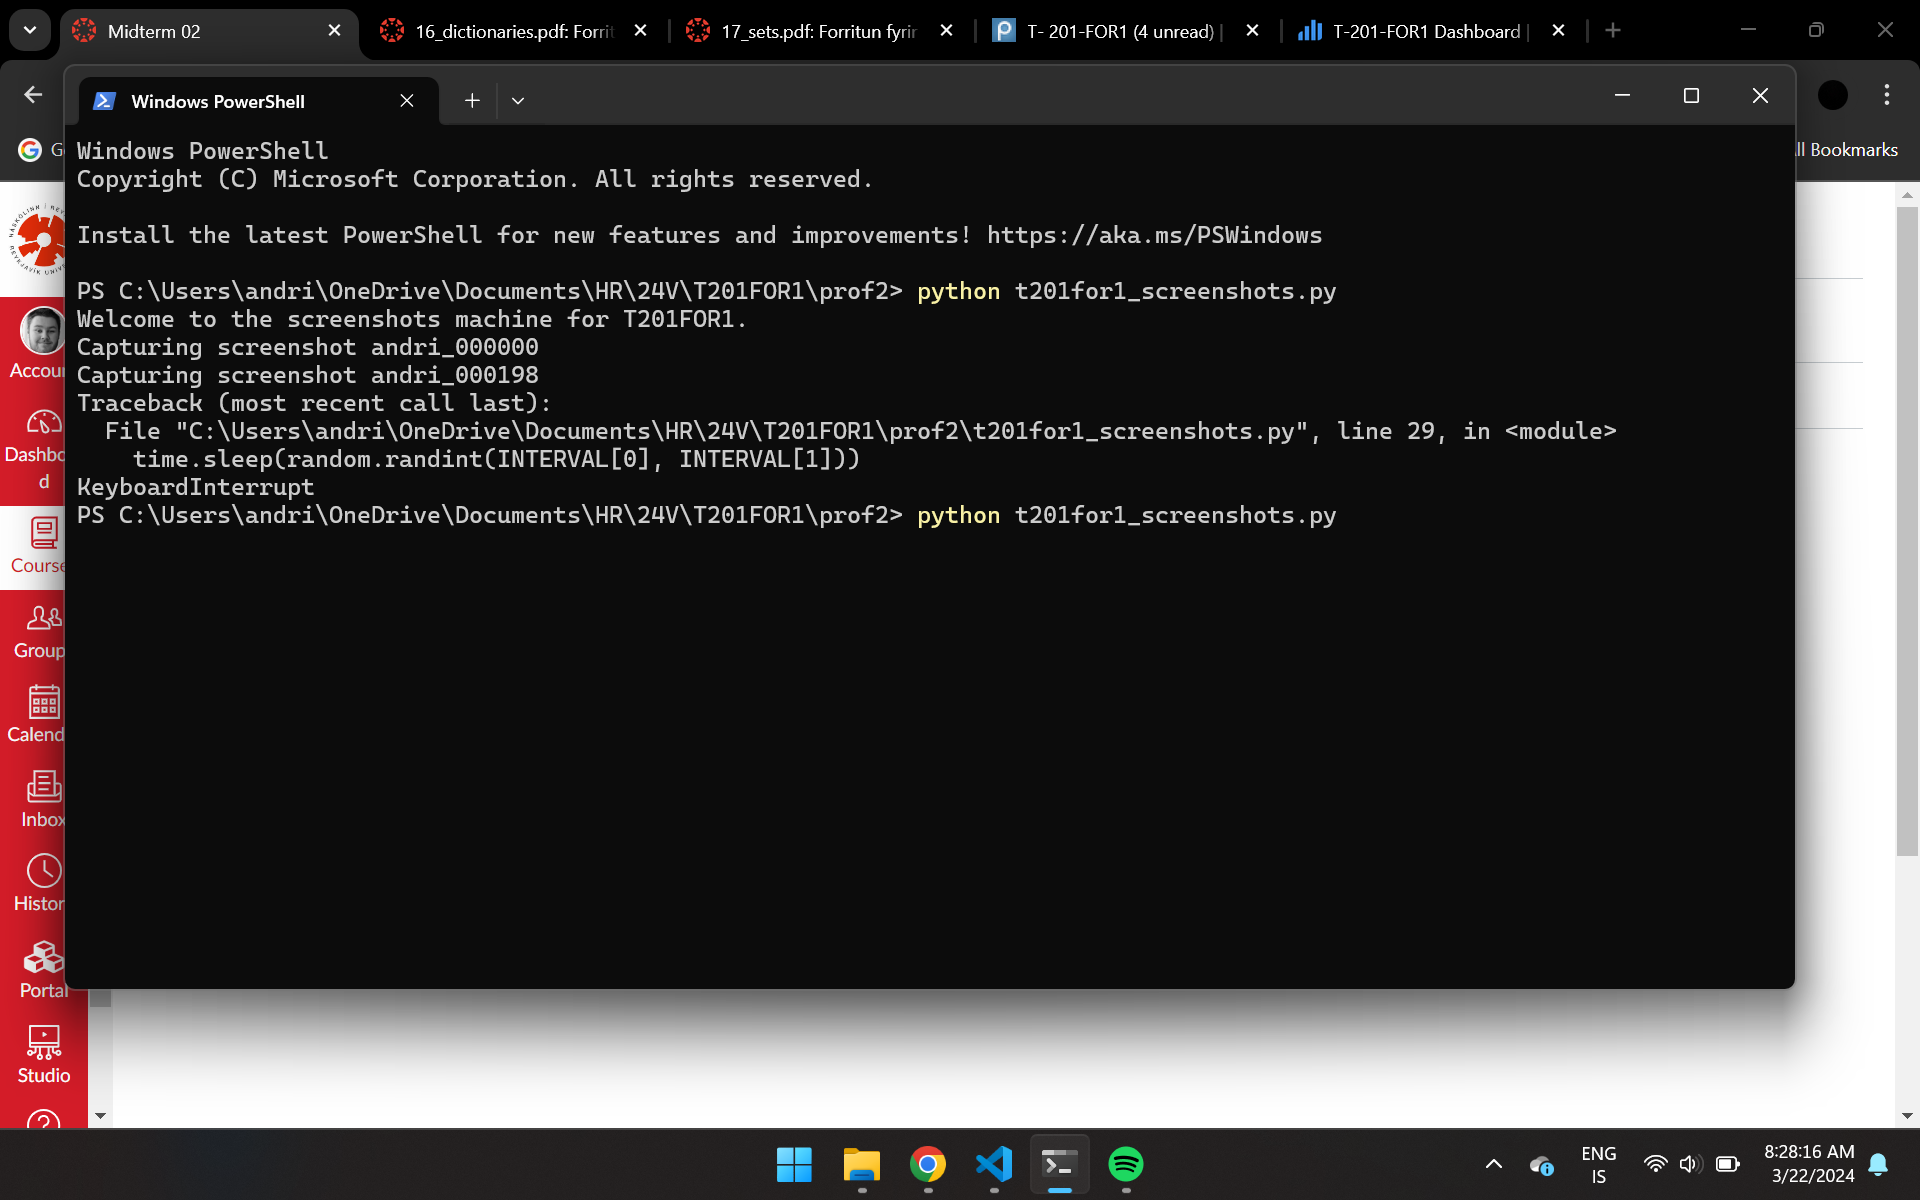 Midterm 02
16_dictionaries.pdf: Forrit
17_sets.pdf: Forritun fyrir
T- 201-FOR1 (4 unread) |
T-201-FOR1 Dashboard |
Windows PowerShell
ll Bookmarks
Windows PowerShell
Copyright (C) Microsoft Corporation. All rights reserved.
Install the latest PowerShell for new features and improvements! https://aka.ms/PSWindows
PS C:\Users\andri\OneDrive\Documents\HR\24V\T201FOR1\prof2> python t201for1_screenshots.py
Welcome to the screenshots machine for T201FOR1.
Capturing screenshot andri_000000
Capturing screenshot andri_000198
Traceback (most recent call last):
  File "C:\Users\andri\OneDrive\Documents\HR\24V\T201FOR1\prof2\t201for1_screenshots.py", line 29, in <module>
    time.sleep(random.randint(INTERVAL[0], INTERVAL[1]))
KeyboardInterrupt
PS C:\Users\andri\OneDrive\Documents\HR\24V\T201FOR1\prof2> python t201for1_screenshots.py
Accoun
Dashbo
d
Course
Group
Calend
Inbox
Histor
Portal
Studio
ENG
IS
8:28:16 AM
3/22/2024